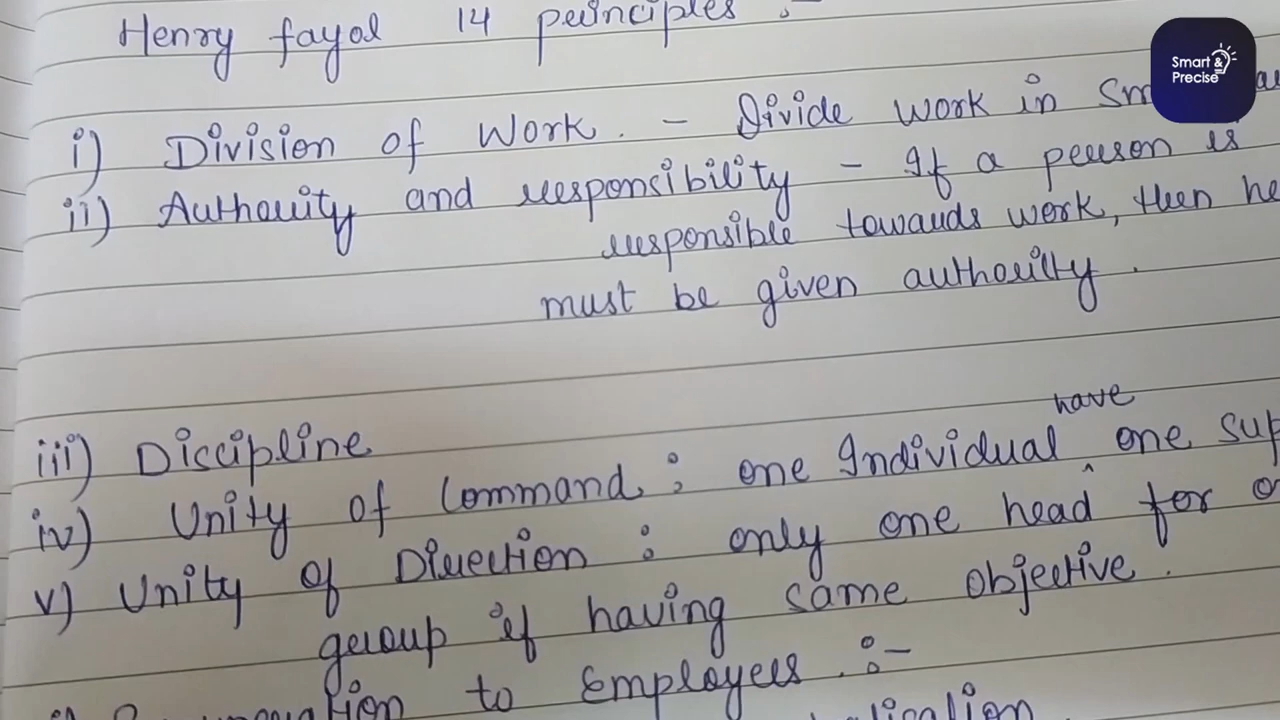 Henry fayol 14 principles :-
Smart &
Precise
i) Division of Work. - Divide work in
ii) Authority and responsibility - If a person is
responsible towards work, then he
must be given authority.
iii) Discipline
have
iv) Unity of Command : one Individual ^ one
v) Unity of Direction : only one head for
group if having same objective.
to Employees :-